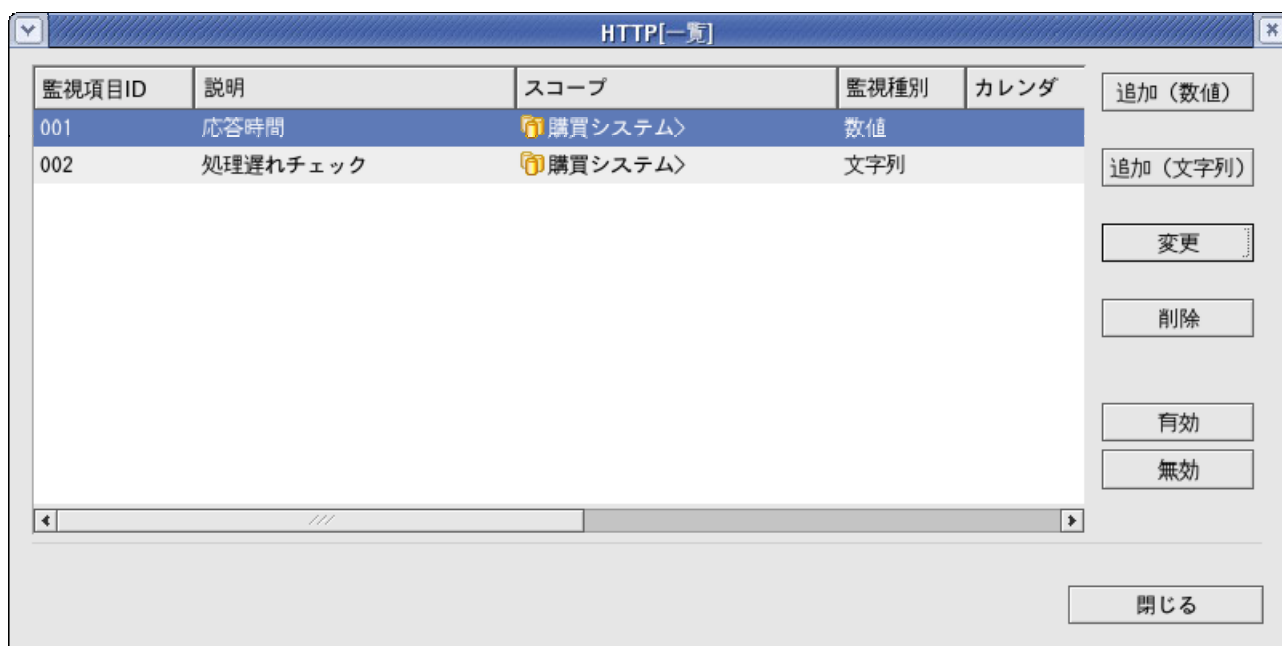 HTTP[一覧]
監視項目ID 説明 スコープ 監視種別 カレンダ
001 応答時間 購買システム〉 数値
002 処理遅れチェック 購買システム〉 文字列
追加（数値）
追加（文字列）
変更
削除
有効
無効
閉じる